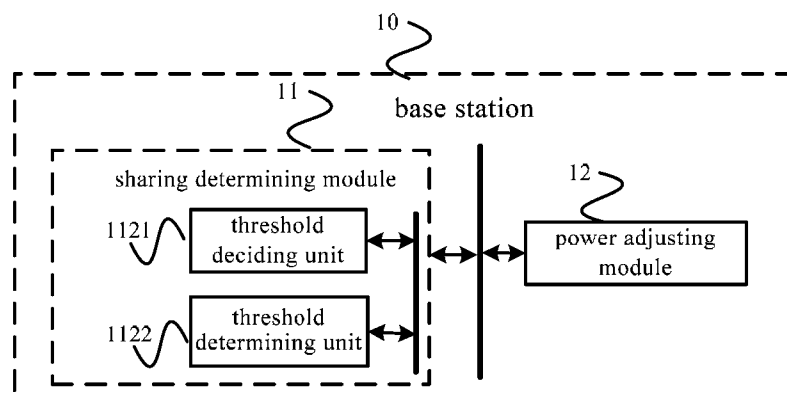 10
11
base station
sharing determining module
12
1121
threshold
deciding unit
power adjusting
module
1122
threshold
determining unit